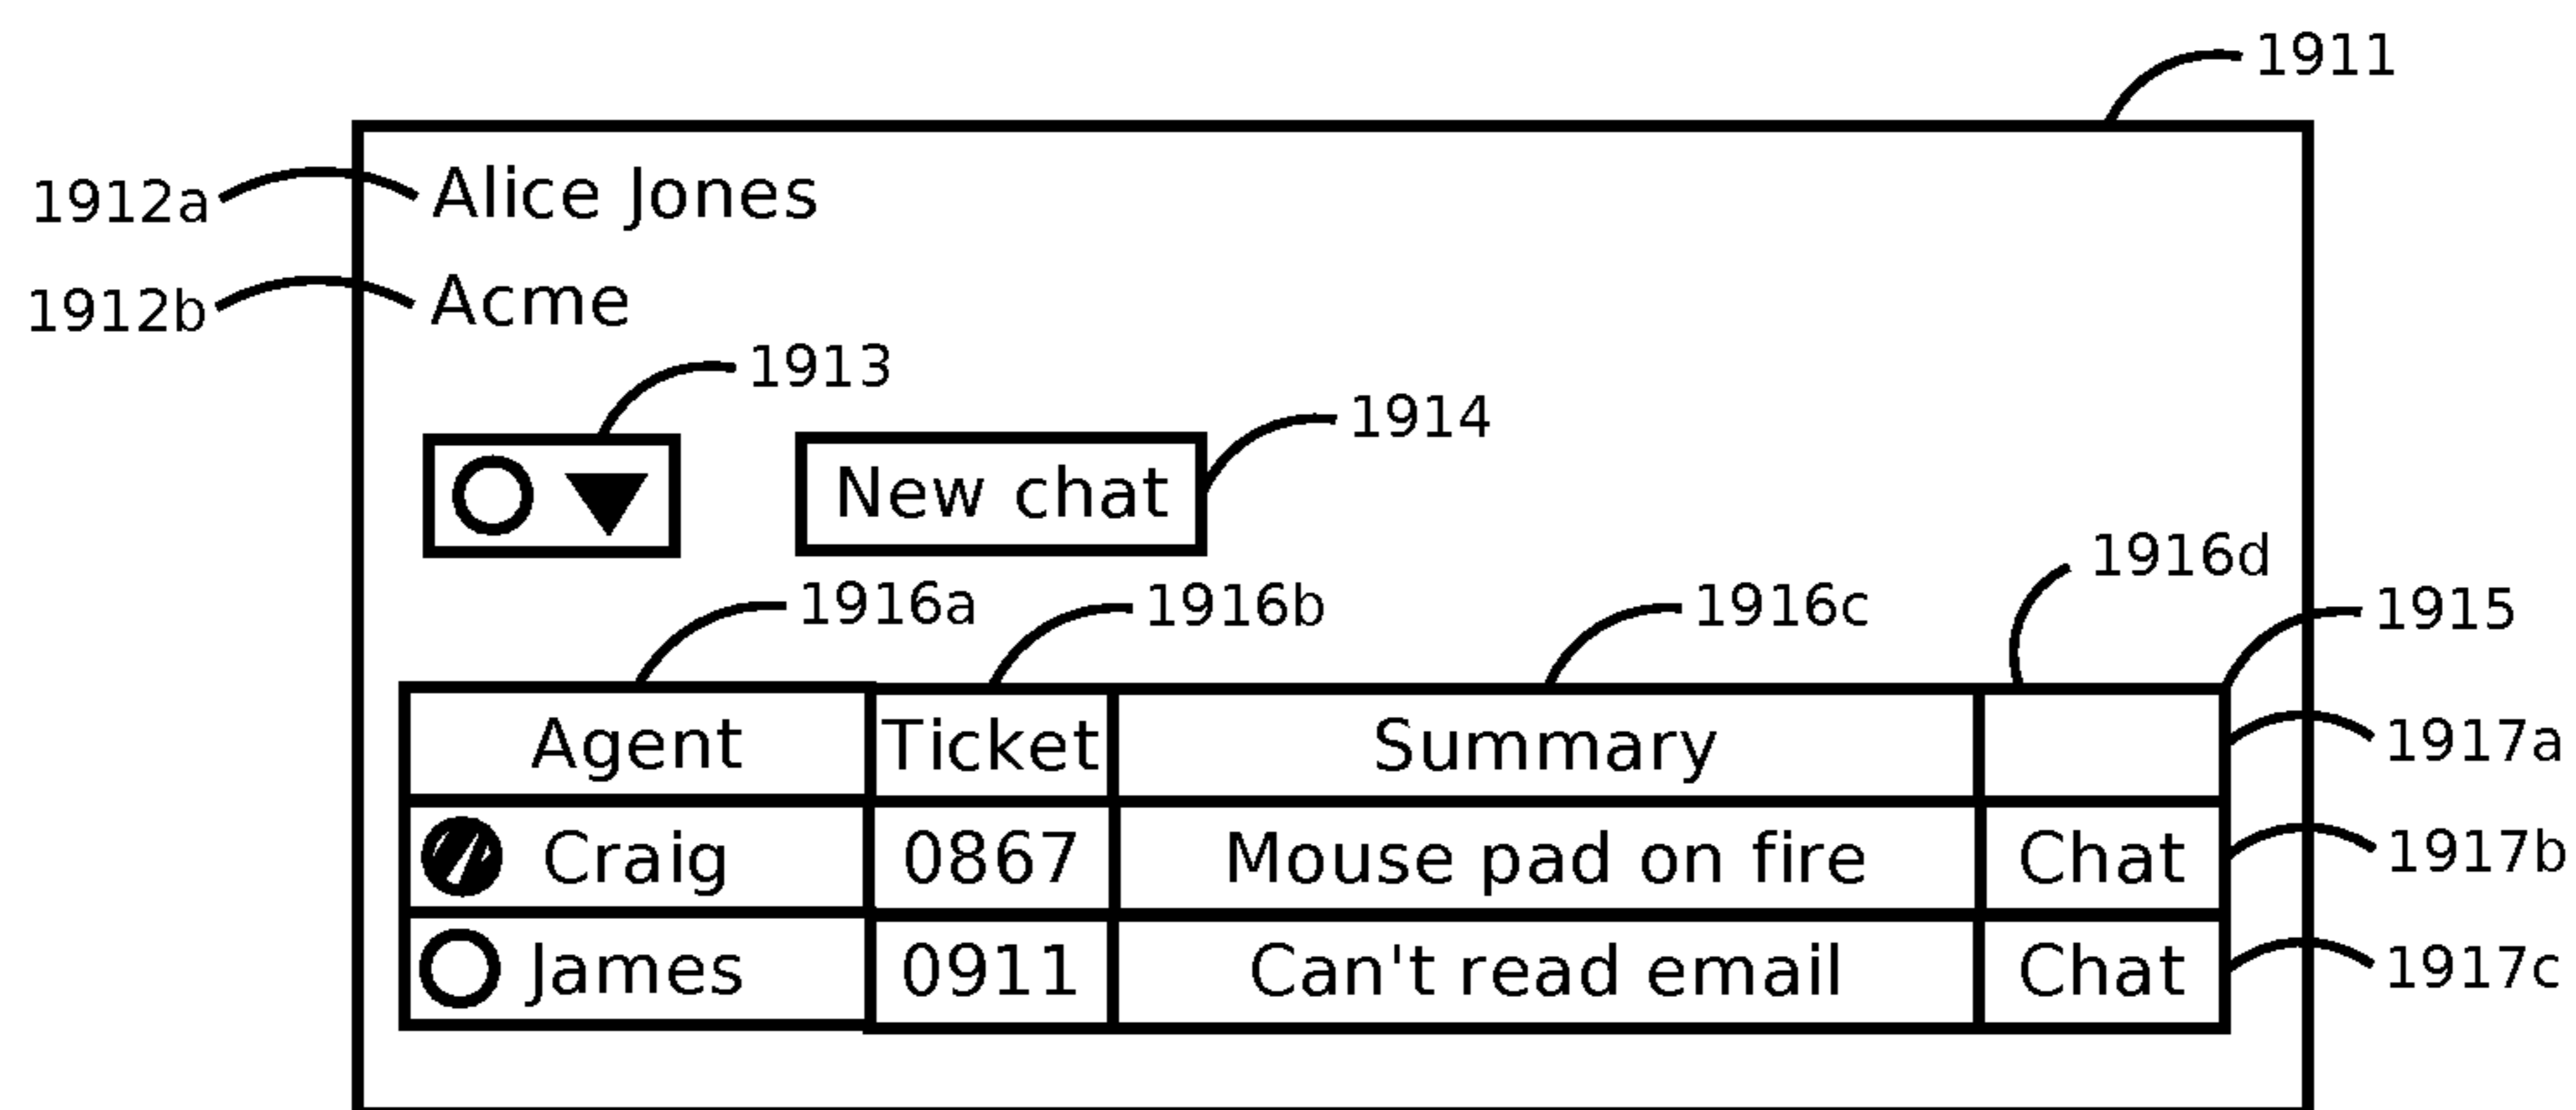 1911
1912a Alice Jones
1912b Acme
1913
1914
New chat
1916d
1916a 1916b 1916c 1915
Agent Ticket Summary 1917a
Craig 0867 Mouse pad on fire Chat 1917b
James 0911 Can't read email Chat 1917c